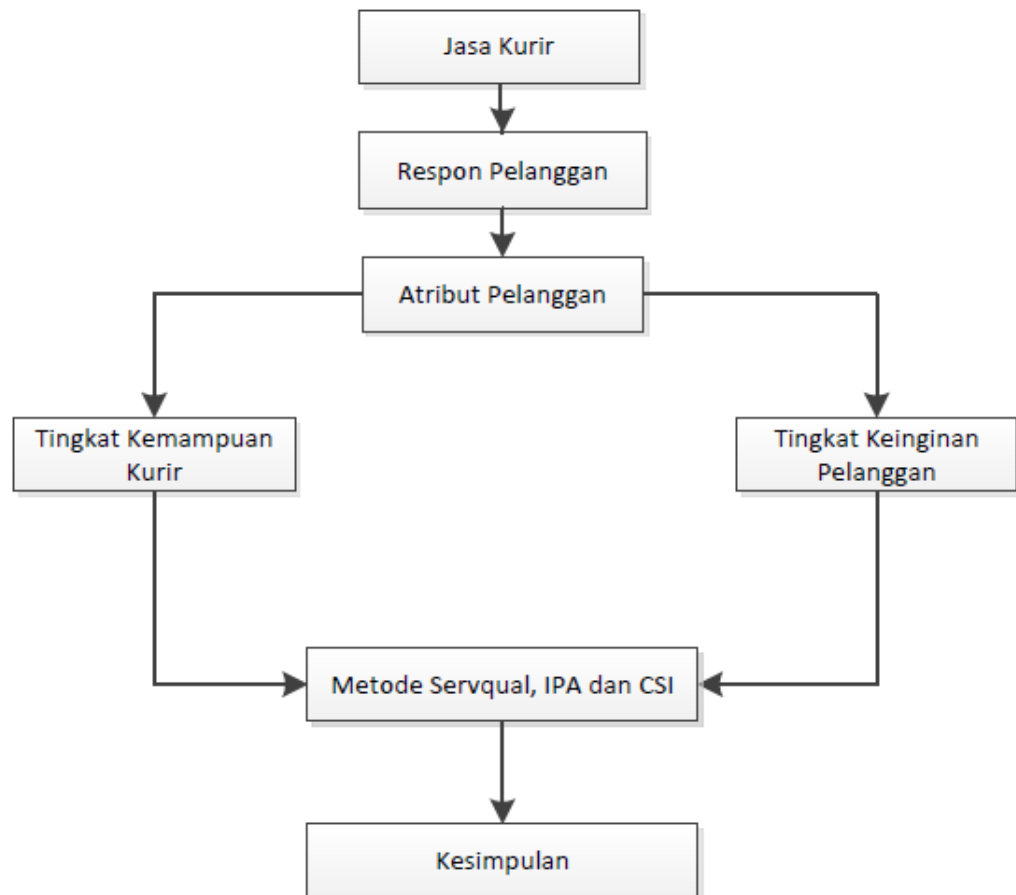 Jasa Kurir
Respon Pelanggan
Atribut Pelanggan
Tingkat Kemampuan
Kurir
Tingkat Keinginan
Pelanggan
Metode Servqual, IPA dan CSI
Kesimpulan